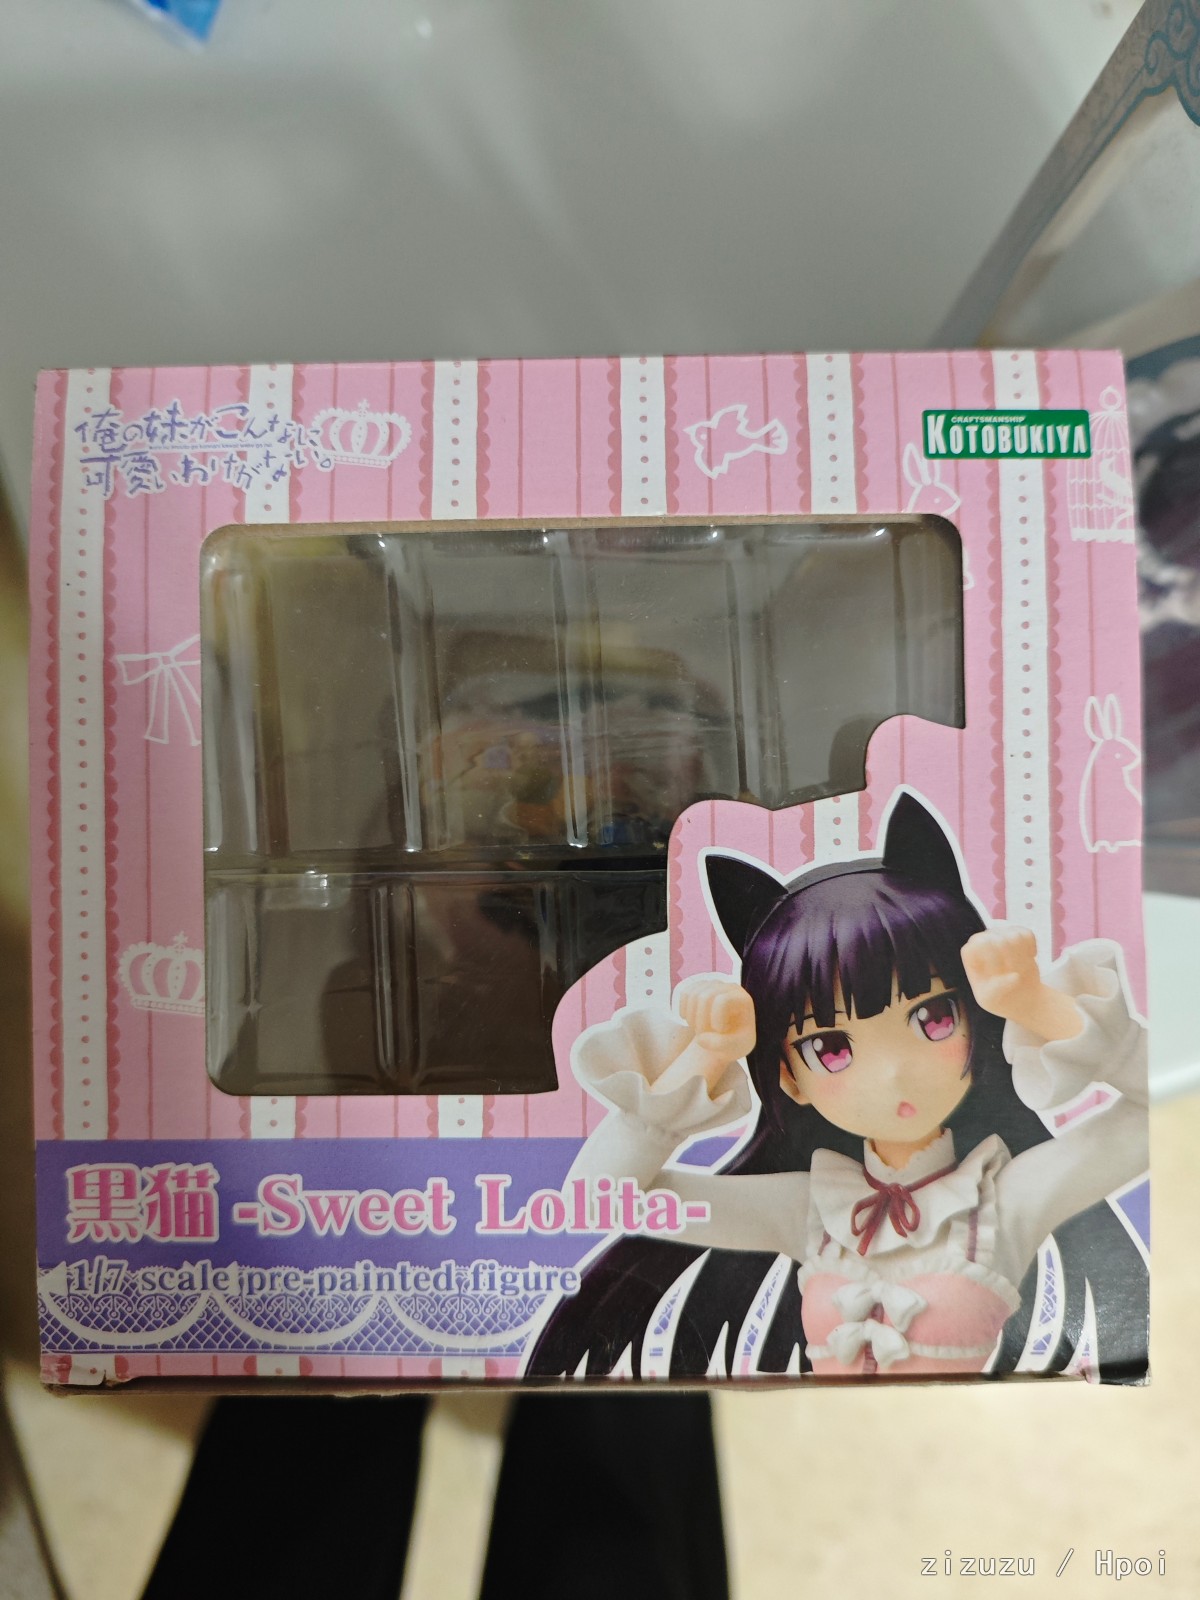 俺の妹がこんなに
可愛いわけがない。
CRAFTSMANSHIP
KOTOBUKIYA
黒猫 -Sweet Lolita-
1/7 scale pre-painted figure
zizuzu / Hpoi